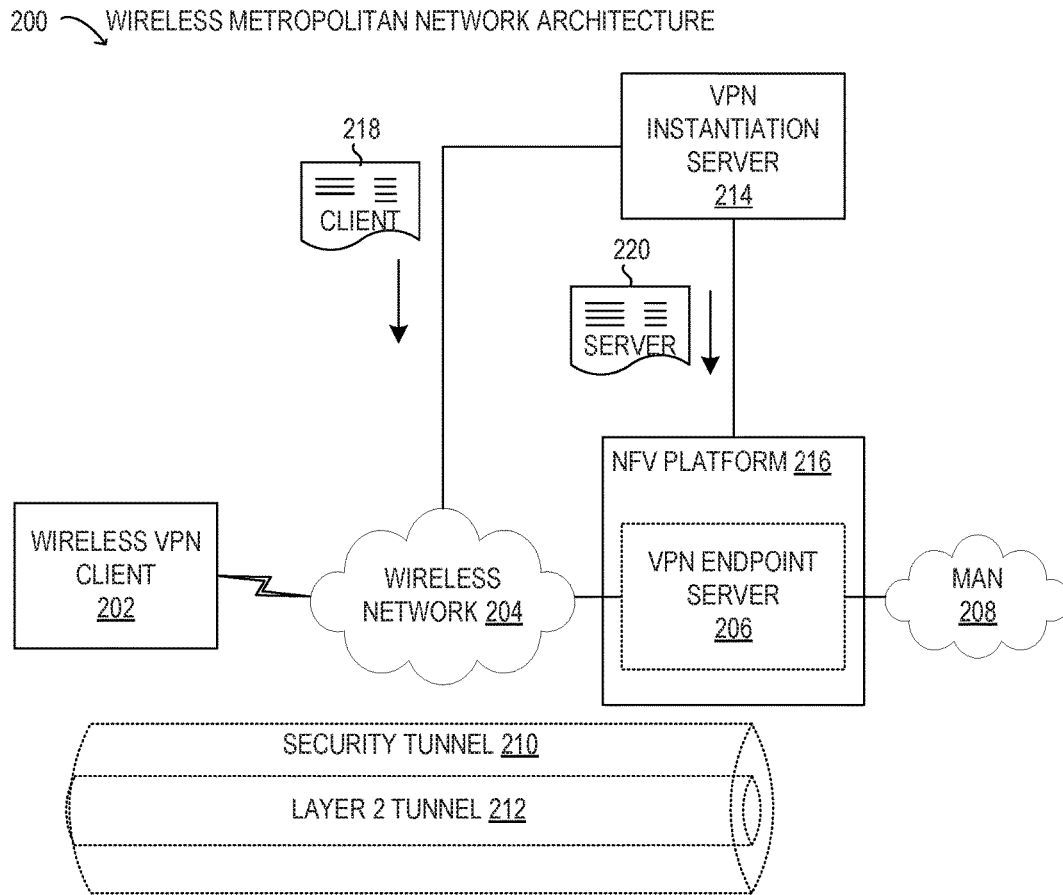 200 WIRELESS METROPOLITAN NETWORK ARCHITECTURE
VPN
INSTANTIATION
SERVER
214
218
CLIENT
220
SERVER
NFV PLATFORM 216
WIRELESS VPN
CLIENT
202
WIRELESS
NETWORK 204
VPN ENDPOINT
SERVER
206
MAN
208
SECURITY TUNNEL 210
LAYER 2 TUNNEL 212